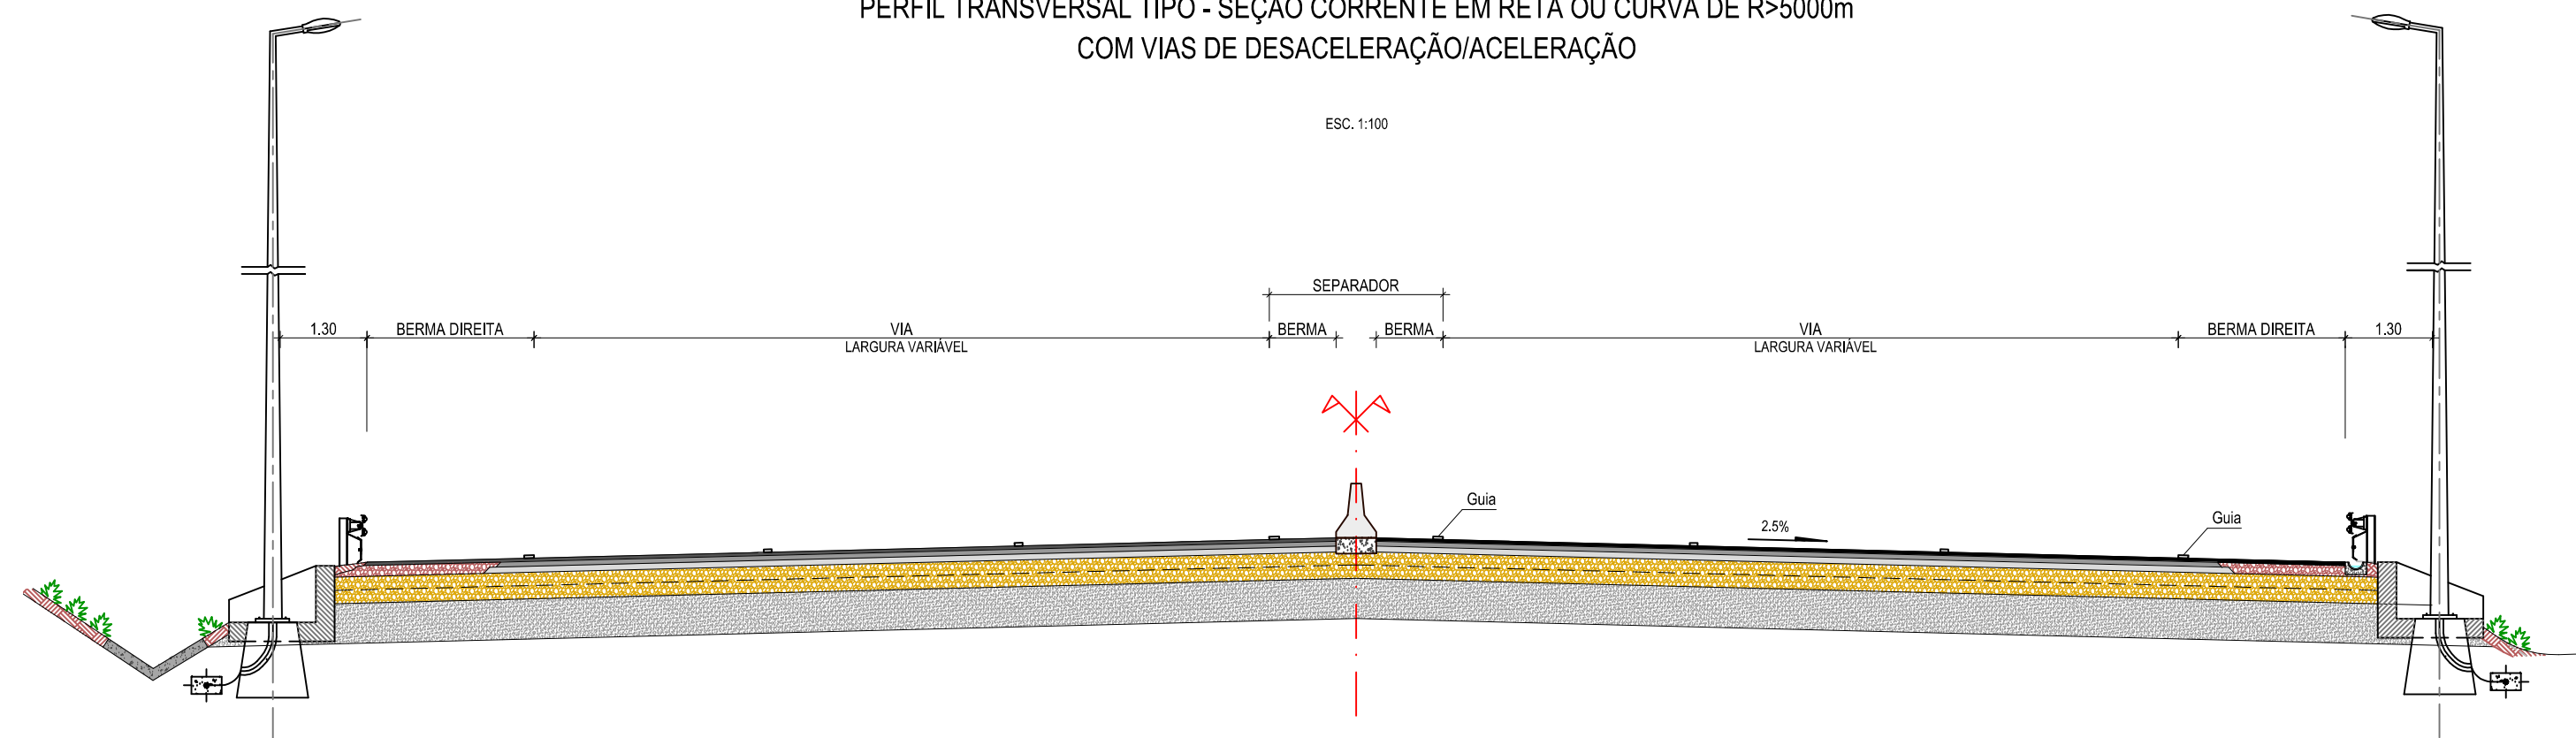 PERFIL TRANSVERSAL TIPO - SEÇÃO CORRENTE EM RETA OU CURVA DE R>5000m
COM VIAS DE DESACELERAÇÃO/ACELERAÇÃO
ESC. 1:100
SEPARADOR
1.30 BERMA DIREITA VIA BERMA BERMA VIA BERMA DIREITA 1.30
LARGURA VARIÁVEL LARGURA VARIÁVEL
Guia
2.5%
Guia